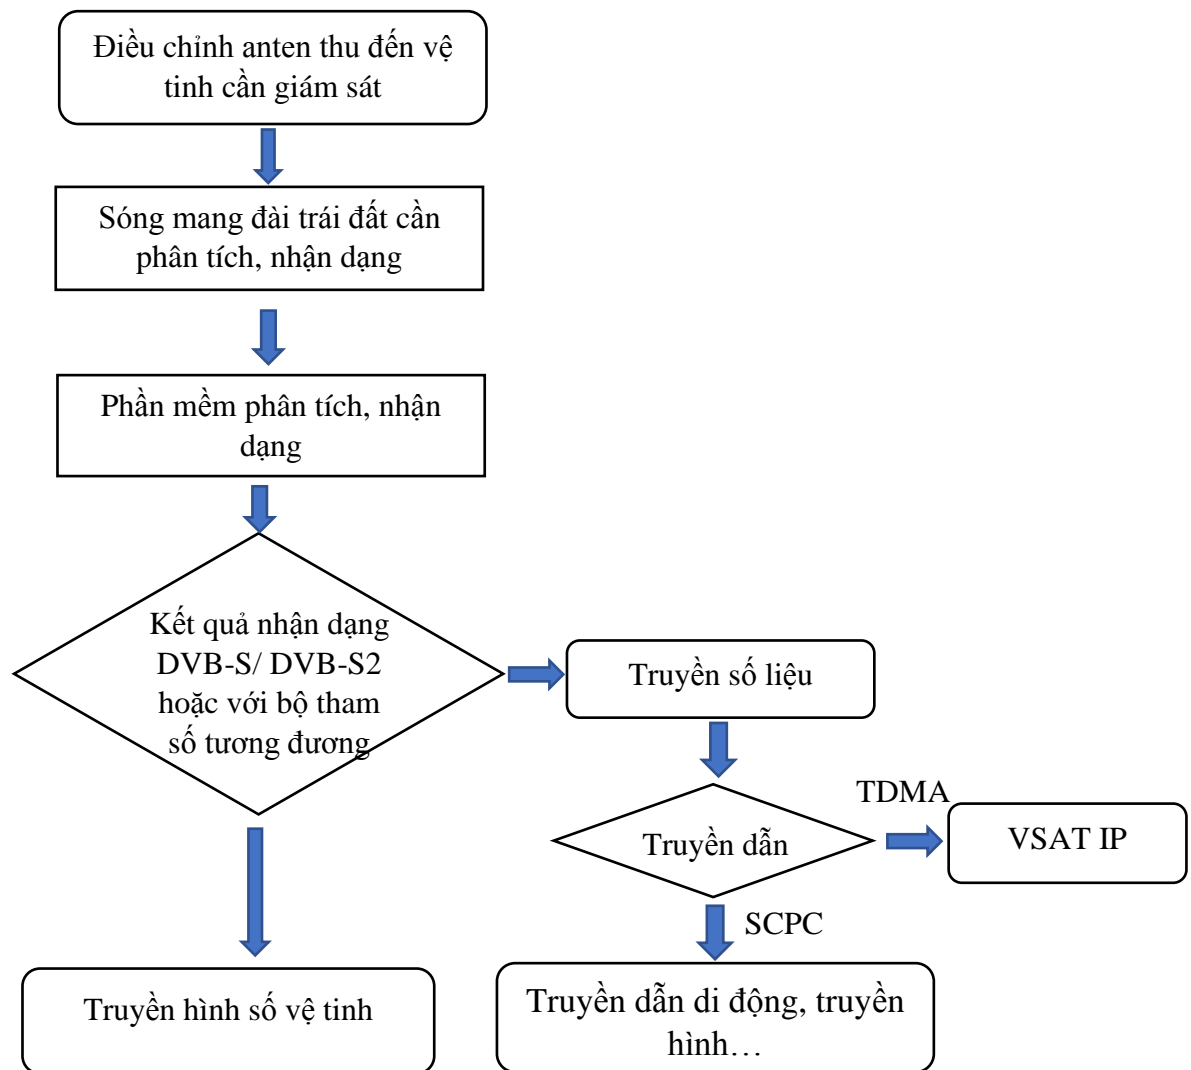 Điều chỉnh anten thu đến vệ
tinh cần giám sát
Sóng mang đài trái đất cần
phân tích, nhận dạng
Phần mềm phân tích, nhận
dạng
Kết quả nhận dạng
DVB-S/ DVB-S2
hoặc với bộ tham
số tương đương
Truyền số liệu
TDMA
Truyền dẫn
VSAT IP
SCPC
Truyền hình số vệ tinh
Truyền dẫn di động, truyền
hình…